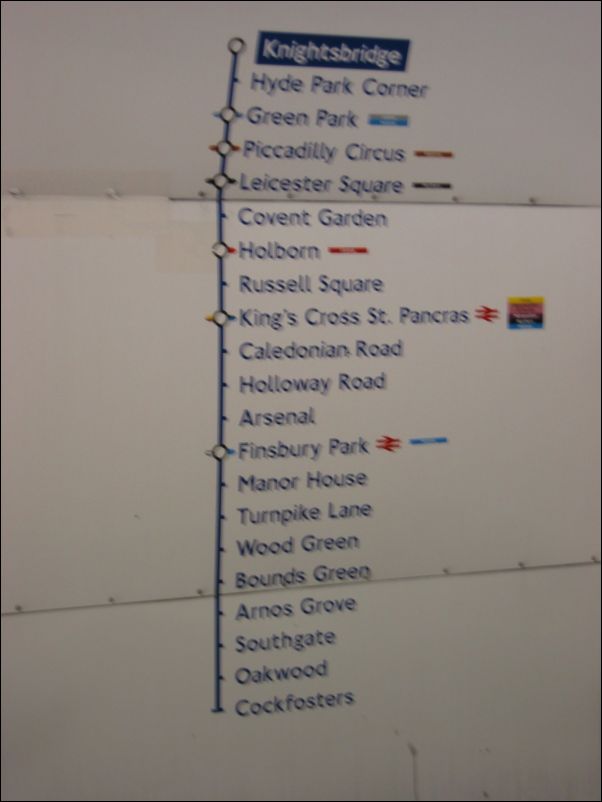 Knightsbridge
Hyde Park Corner
Green Park
Piccadilly Circus
Leicester Square
Covent Garden
Holborn
Russell Square
King's Cross St. Pancras
Caledonian Road
Holloway Road
Arsenal
Finsbury Park
Manor House
Turnpike Lane
Wood Green
Bounds Green
Arnos Grove
Southgate
Oakwood
Cockfosters